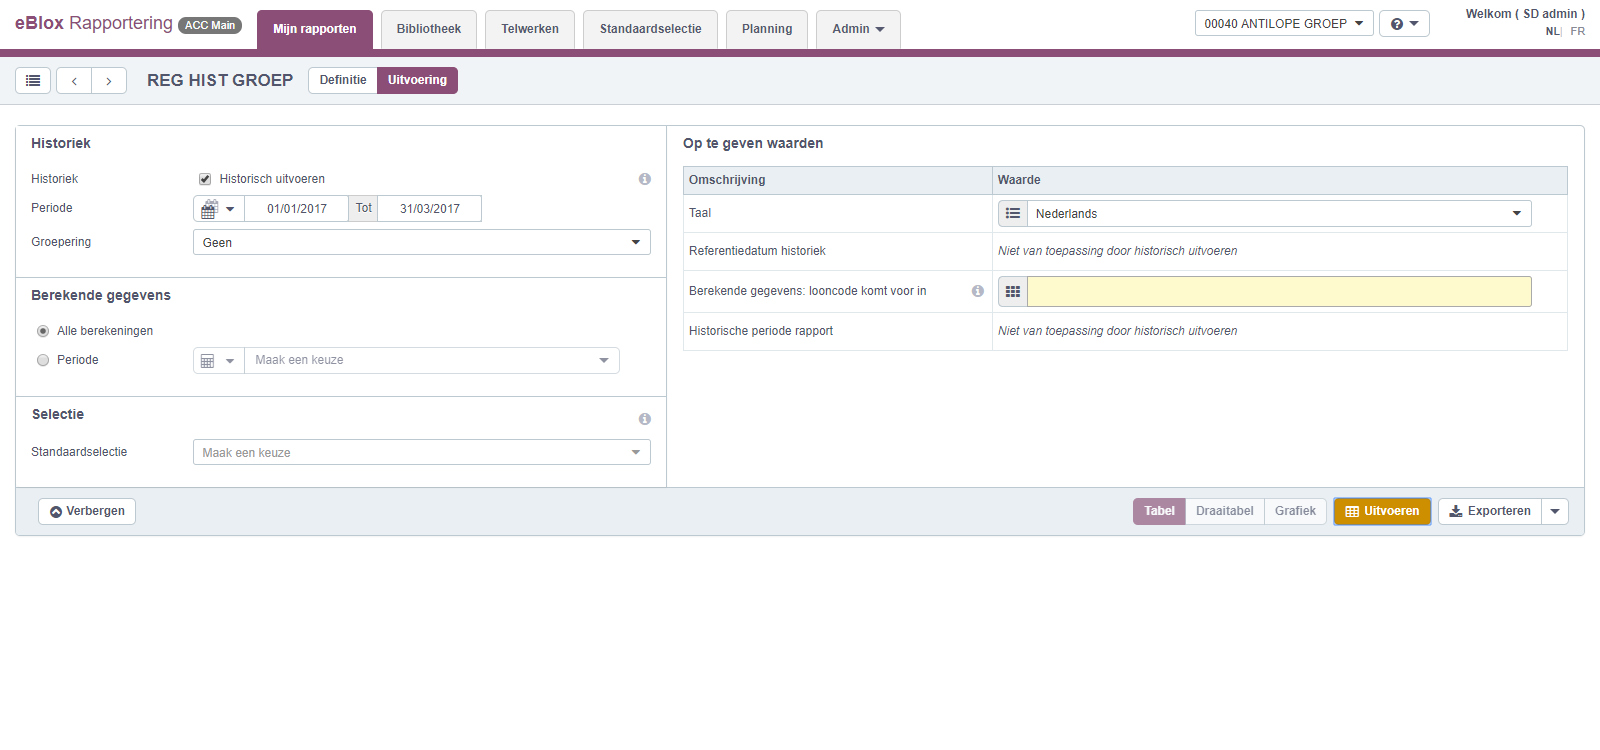 eBlox Rapportering ACC Main
Mijn rapporten
Bibliotheek
Telwerken
Standaardselectie
Planning
Admin
00040 ANTILOPE GROEP
Welkom ( SD admin )
NL| FR
REG HIST GROEP
Definitie
Uitvoering
Historiek
Historiek
Historisch uitvoeren
Periode
01/01/2017
Tot
31/03/2017
Groepering
Geen
Berekende gegevens
Alle berekeningen
Periode
Maak een keuze
Selectie
Standaardselectie
Maak een keuze
Op te geven waarden
Omschrijving
Waarde
Taal
Nederlands
Referentiedatum historiek
Niet van toepassing door historisch uitvoeren
Berekende gegevens: looncode komt voor in
Historische periode rapport
Niet van toepassing door historisch uitvoeren
Verbergen
Tabel
Draaitabel
Grafiek
Uitvoeren
Exporteren